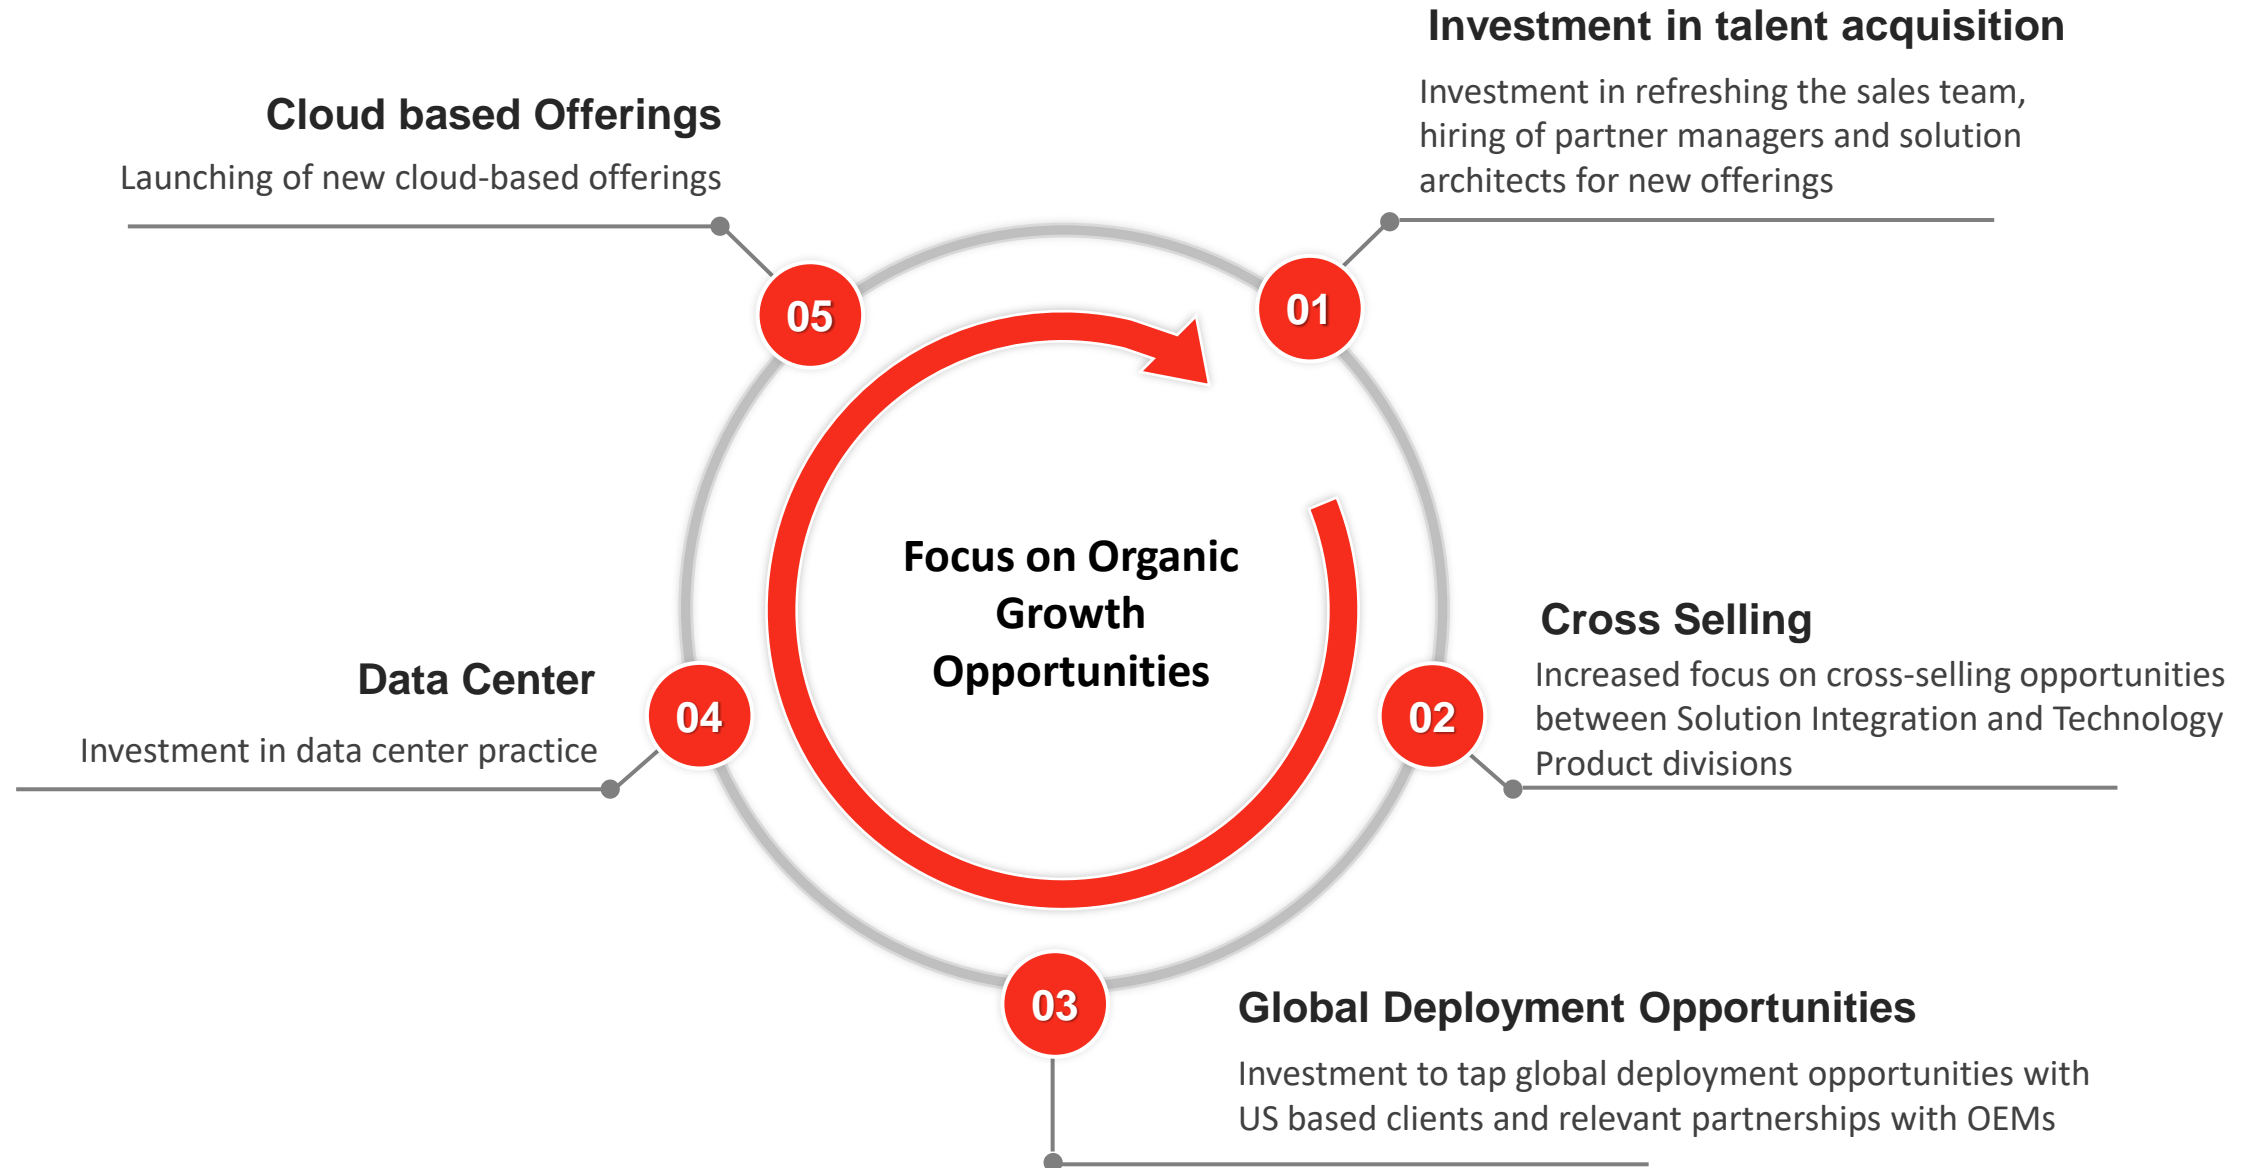 Investment in talent acquisition
Investment in refreshing the sales team,
hiring of partner managers and solution
architects for new offerings
01
Cross Selling
Increased focus on cross-selling opportunities
between Solution Integration and Technology
Product divisions
02
Global Deployment Opportunities
Investment to tap global deployment opportunities with
US based clients and relevant partnerships with OEMs
03
Data Center
Investment in data center practice
04
Cloud based Offerings
Launching of new cloud-based offerings
05
Focus on Organic
Growth
Opportunities